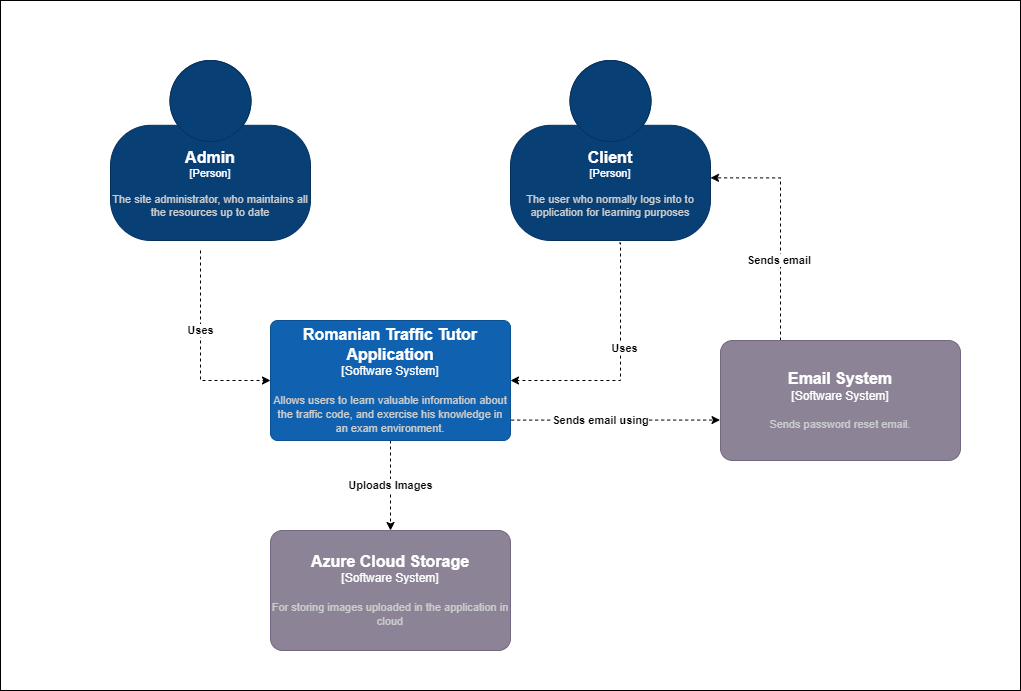 Admin
[Person]
The site administrator, who maintains all
the resources up to date
Client
[Person]
The user who normally logs into to
application for learning purposes
Sends email
Uses
Uses
Romanian Traffic Tutor
Application
[Software System]
Allows users to learn valuable information about
the traffic code, and exercise his knowledge in
an exam environment.
Email System
[Software System]
Sends password reset email.
Sends email using
Uploads Images
Azure Cloud Storage
[Software System]
For storing images uploaded in the application in
cloud